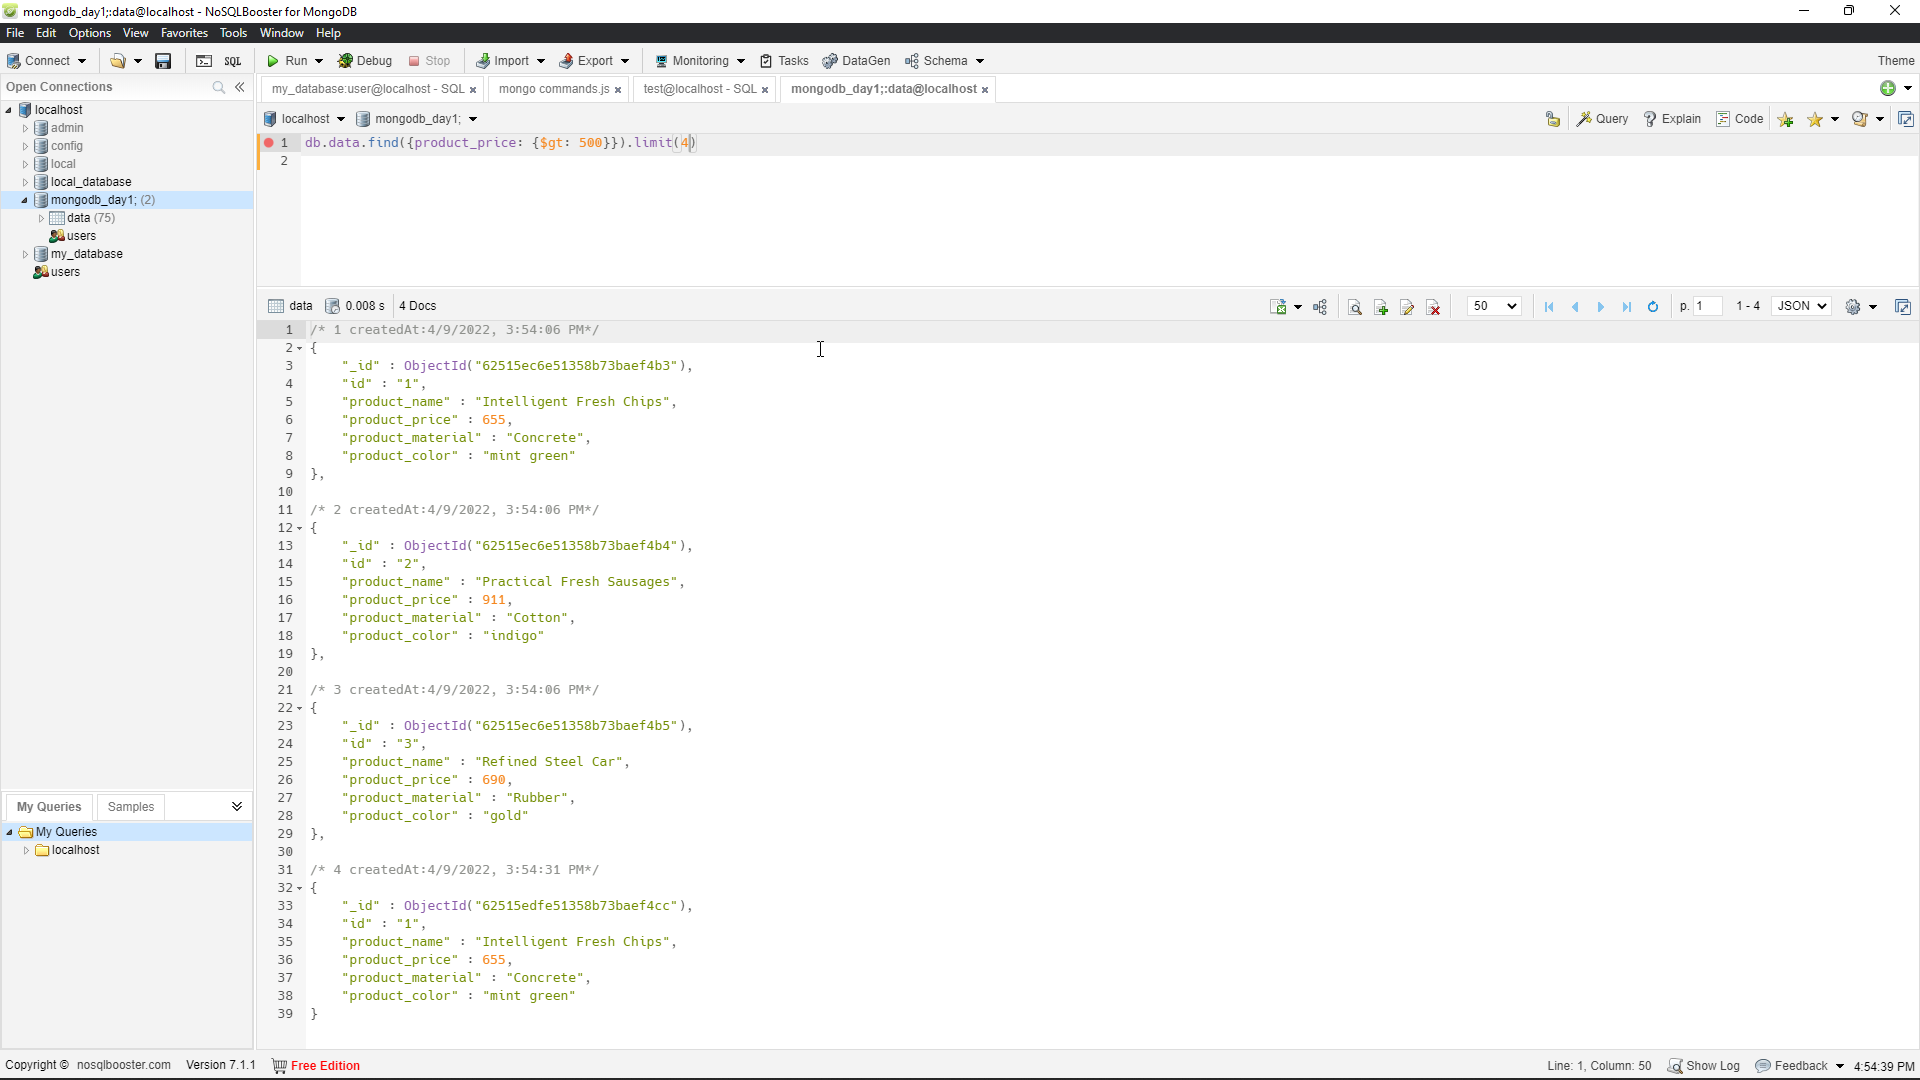 mongodb_day1;:data@localhost - NoSQLBooster for MongoDB
File Edit Options View Favorites Tools Window Help
Connect SQL Run Debug Stop Import Export Monitoring Tasks DataGen Schema Theme
Open Connections
my_database:user@localhost - SQL mongo commands.js test@localhost - SQL mongodb_day1;:data@localhost
localhost mongodb_day1; Query Explain Code
localhost
admin
config
local
local_database
mongodb_day1; (2)
data (75)
users
my_database
users
1 db.data.find({product_price: {$gt: 500}}).limit(4)
2
data 0.008 s 4 Docs 50 p. 1 1 - 4 JSON
1 /* 1 createdAt:4/9/2022, 3:54:06 PM*/
2 {
3 "_id" : ObjectId("62515ec6e51358b73baef4b3"),
4 "id" : "1",
5 "product_name" : "Intelligent Fresh Chips",
6 "product_price" : 655,
7 "product_material" : "Concrete",
8 "product_color" : "mint green"
9 },
10
11 /* 2 createdAt:4/9/2022, 3:54:06 PM*/
12 {
13 "_id" : ObjectId("62515ec6e51358b73baef4b4"),
14 "id" : "2",
15 "product_name" : "Practical Fresh Sausages",
16 "product_price" : 911,
17 "product_material" : "Cotton",
18 "product_color" : "indigo"
19 },
20
21 /* 3 createdAt:4/9/2022, 3:54:06 PM*/
22 {
23 "_id" : ObjectId("62515ec6e51358b73baef4b5"),
24 "id" : "3",
25 "product_name" : "Refined Steel Car",
26 "product_price" : 690,
27 "product_material" : "Rubber",
28 "product_color" : "gold"
29 },
30
31 /* 4 createdAt:4/9/2022, 3:54:31 PM*/
32 {
33 "_id" : ObjectId("62515edfe51358b73baef4cc"),
34 "id" : "1",
35 "product_name" : "Intelligent Fresh Chips",
36 "product_price" : 655,
37 "product_material" : "Concrete",
38 "product_color" : "mint green"
39 }
My Queries Samples
My Queries
localhost
Copyright © nosqlbooster.com Version 7.1.1 Free Edition Line: 1, Column: 50 Show Log Feedback 4:54:39 PM